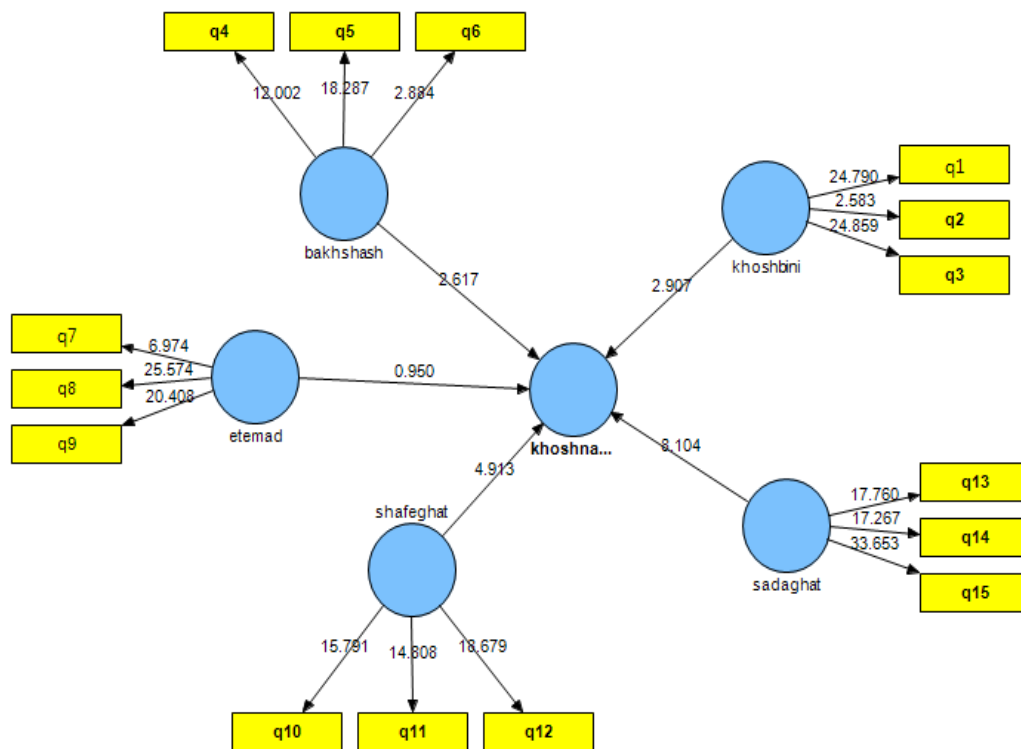 q4
q5
q6
12.002
18.287
2.884
bakhshash
q1
q2
q3
24.790
2.583
24.859
khoshbini
2.617
2.907
q7
q8
q9
6.974
25.574
20.408
etemad
0.950
khoshna...
4.913
8.104
shafeghat
q13
q14
q15
17.760
17.267
33.653
sadaghat
15.791
14.808
18.679
q10
q11
q12